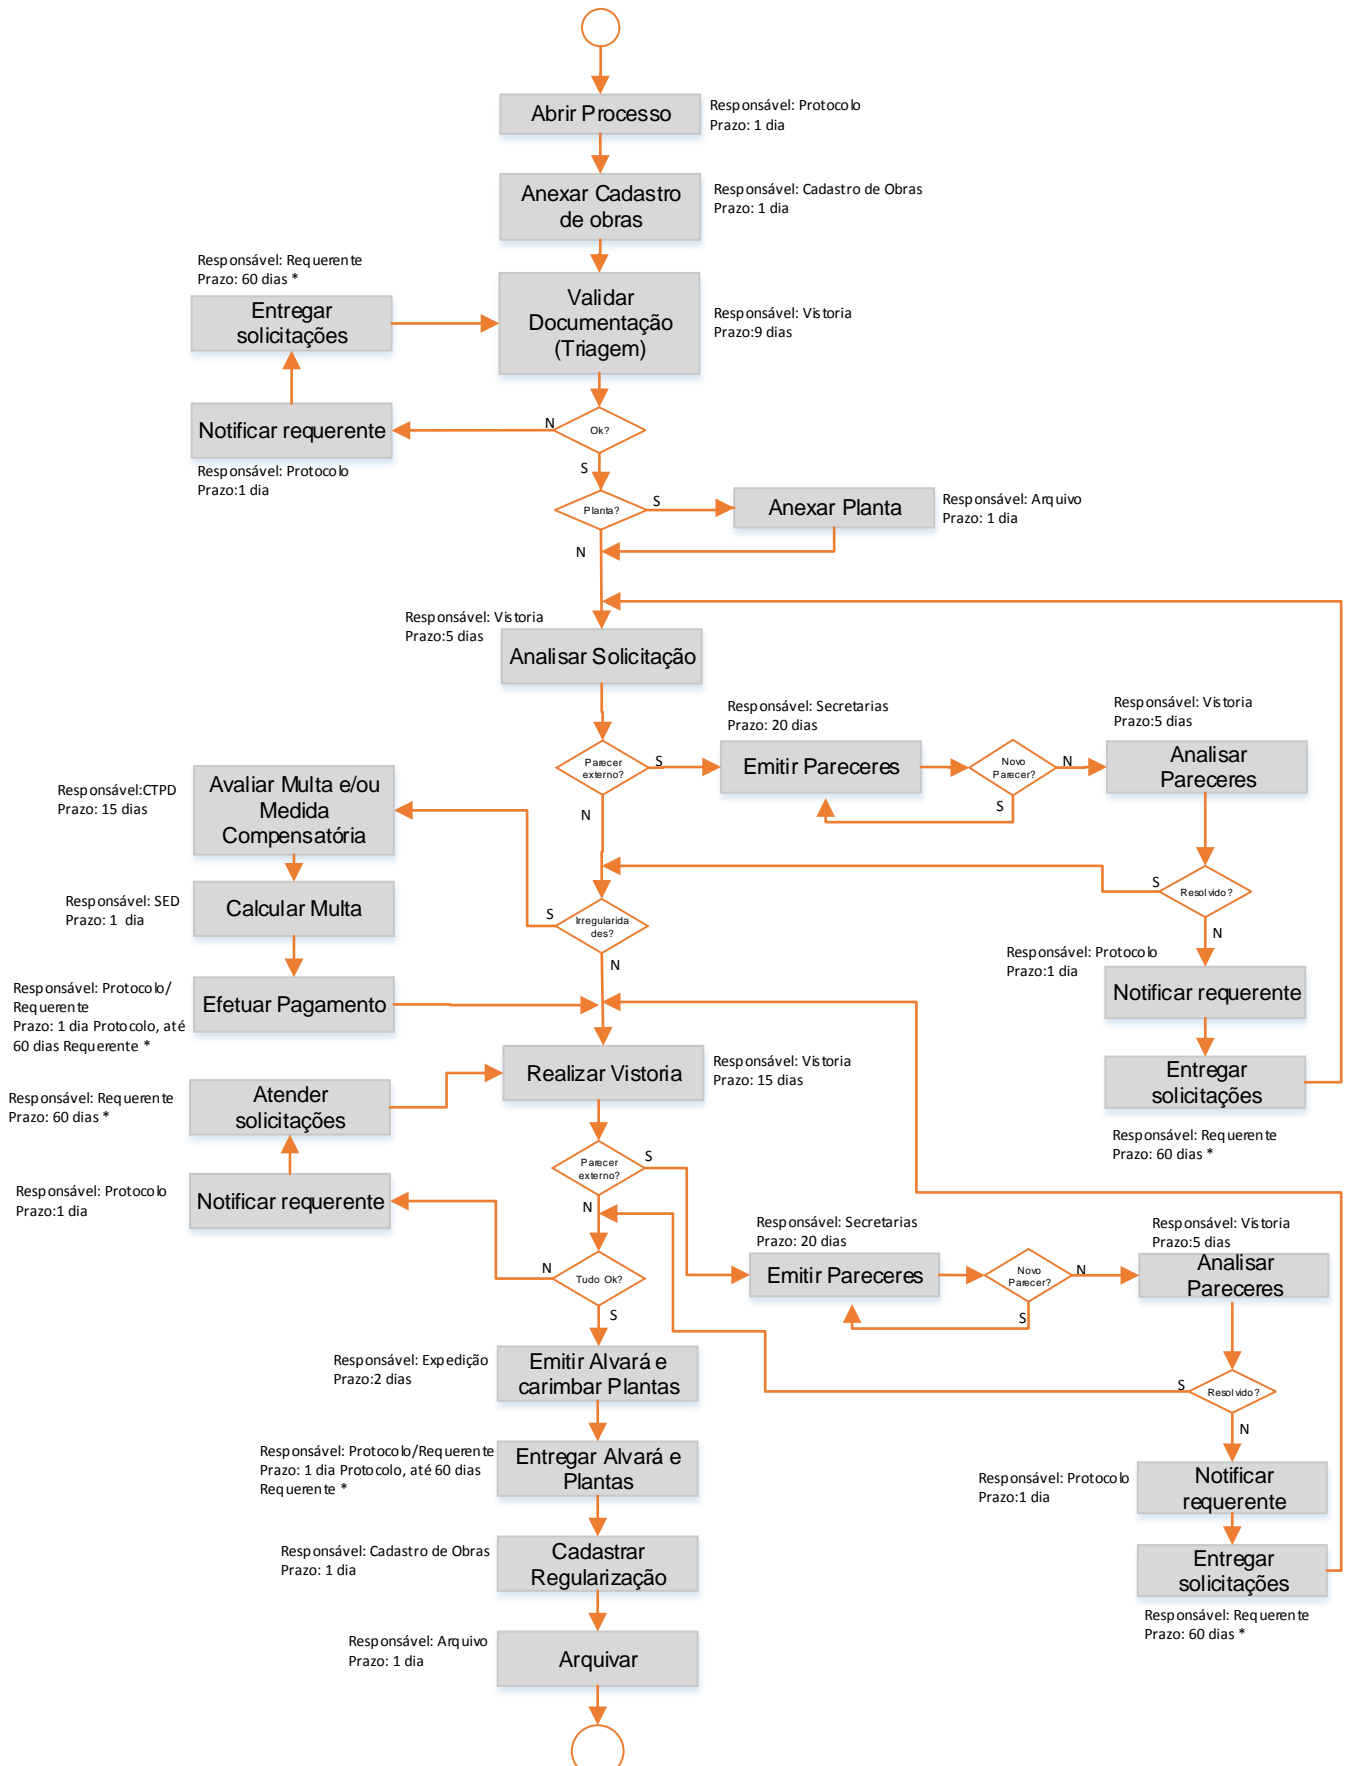 Abrir Processo
Responsável: Protocolo
Prazo: 1 dia
Anexar Cadastro
de obras
Responsável: Cadastro de Obras
Prazo: 1 dia
Responsável: Requerente
Prazo: 60 dias *
Entregar
solicitações
Validar
Documentação
(Triagem)
Responsável: Vistoria
Prazo:9 dias
Notificar requerente
N
Ok?
Responsável: Protocolo
Prazo:1 dia
S
Planta?
S
Anexar Planta
Responsável: Arquivo
Prazo: 1 dia
N
Responsável: Vistoria
Prazo:5 dias
Analisar Solicitação
Responsável: Secretarias
Prazo: 20 dias
Responsável: Vistoria
Prazo:5 dias
Parecer
externo?
S
Emitir Pareceres
Novo
Parecer?
N
S
Analisar
Pareceres
Responsável:CTPD
Prazo: 15 dias
Avaliar Multa e/ou
Medida
Compensatória
N
S
Resolvido?
Responsável: SED
Prazo: 1 dia
Calcular Multa
S
Irregularida
des?
N
N
Responsável: Protocolo
Prazo:1 dia
Notificar requerente
Responsável: Protocolo/
Requerente
Prazo: 1 dia Protocolo, até
60 dias Requerente *
Efetuar Pagamento
Realizar Vistoria
Responsável: Vistoria
Prazo: 15 dias
Entregar
solicitações
Responsável: Requerente
Prazo: 60 dias *
Responsável: Requerente
Prazo: 60 dias *
Atender
solicitações
Parecer
externo?
S
Responsável: Protocolo
Prazo:1 dia
Notificar requerente
N
Responsável: Secretarias
Prazo: 20 dias
Responsável: Vistoria
Prazo:5 dias
N
Tudo Ok?
Emitir Pareceres
Novo
Parecer?
N
S
Analisar
Pareceres
S
Responsável: Expedição
Prazo:2 dias
Emitir Alvará e
carimbar Plantas
S
Resolvido?
N
Responsável: Protocolo/Requerente
Prazo: 1 dia Protocolo, até 60 dias
Requerente *
Entregar Alvará e
Plantas
Responsável: Protocolo
Prazo:1 dia
Notificar
requerente
Responsável: Cadastro de Obras
Prazo: 1 dia
Cadastrar
Regularização
Entregar
solicitações
Responsável: Requerente
Prazo: 60 dias *
Responsável: Arquivo
Prazo: 1 dia
Arquivar